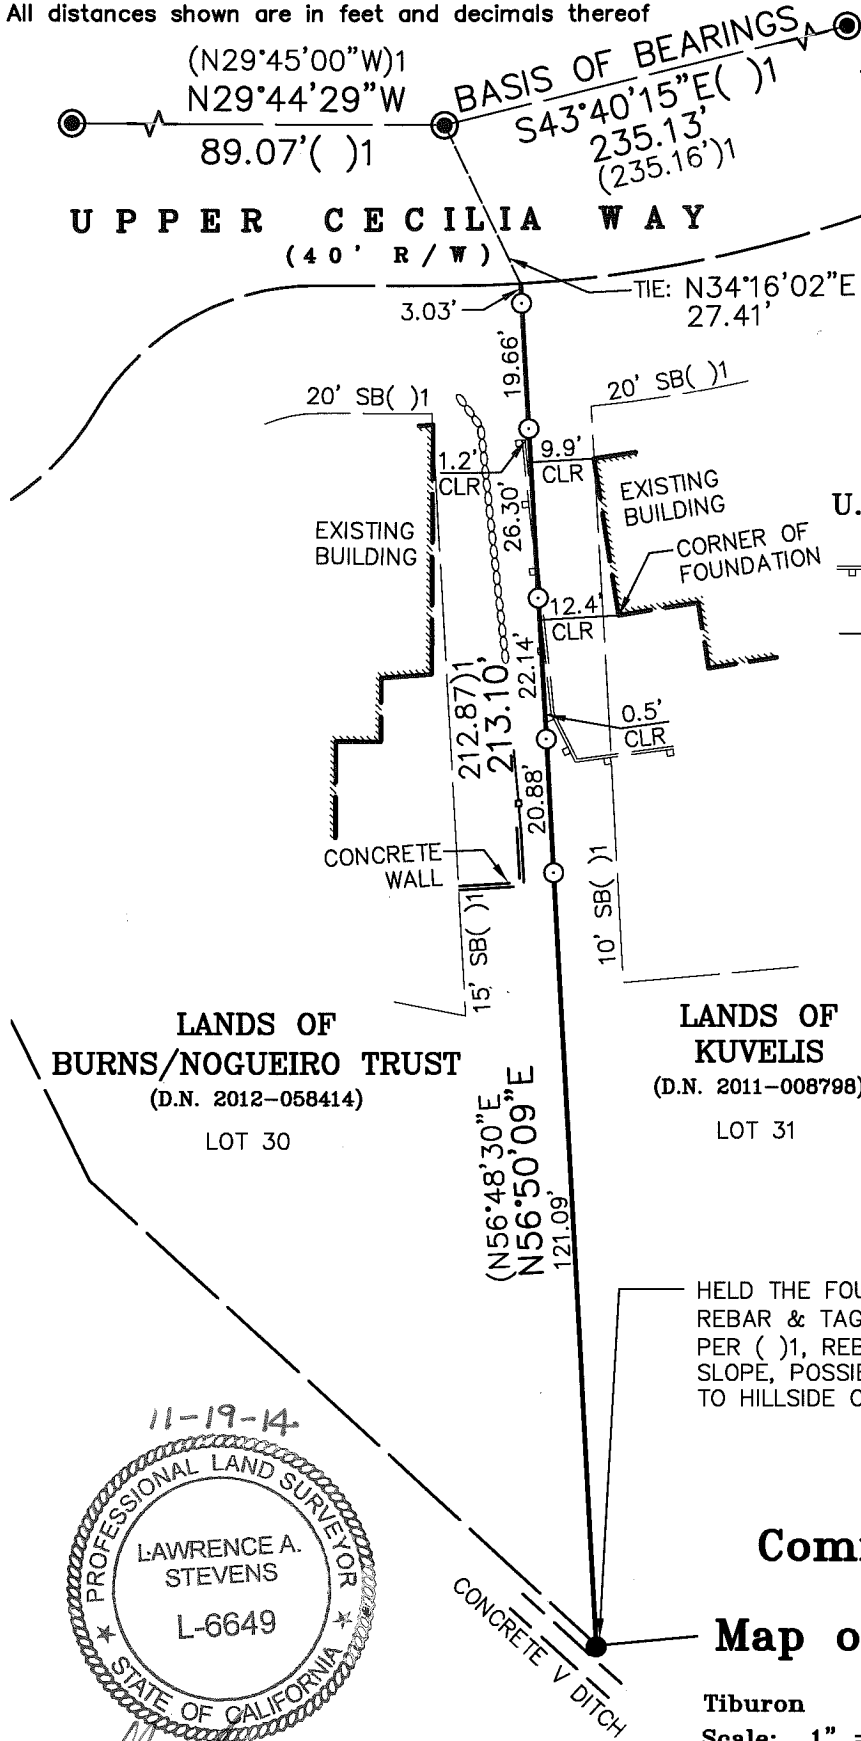 All distances shown are in feet and decimals thereof
(N29°45'00"W)1
N29°44'29"W
89.07'( )1
BASIS OF BEARINGS
S43°40'15"E( )1
235.13'
(235.16')1
UPPER CECILIA WAY
(40' R/W)
TIE: N34°16'02"E
27.41'
3.03'
19.66'
20' SB( )1
20' SB( )1
1.2'
CLR
9.9'
CLR
26.30'
EXISTING
BUILDING
EXISTING
BUILDING
U.
CORNER OF
FOUNDATION
12.4'
CLR
22.14'
212.87)1
213.10'
0.5'
CLR
20.88'
CONCRETE
WALL
15' SB( )1
10' SB( )1
LANDS OF
BURNS/NOGUEIRO TRUST
(D.N. 2012-058414)
LOT 30
LANDS OF
KUVELIS
(D.N. 2011-008798)
LOT 31
(N56°48'30"E
N56°50'09"E
121.09'
HELD THE FOU
REBAR & TAG
PER ( )1, REB
SLOPE, POSSIB
TO HILLSIDE C
11-19-14
PROFESSIONAL LAND SURVEYOR
LAWRENCE A.
STEVENS
L-6649
STATE OF CALIFORNIA
CONCRETE V DITCH
Com
Map o
Tiburon
Scale: 1" =